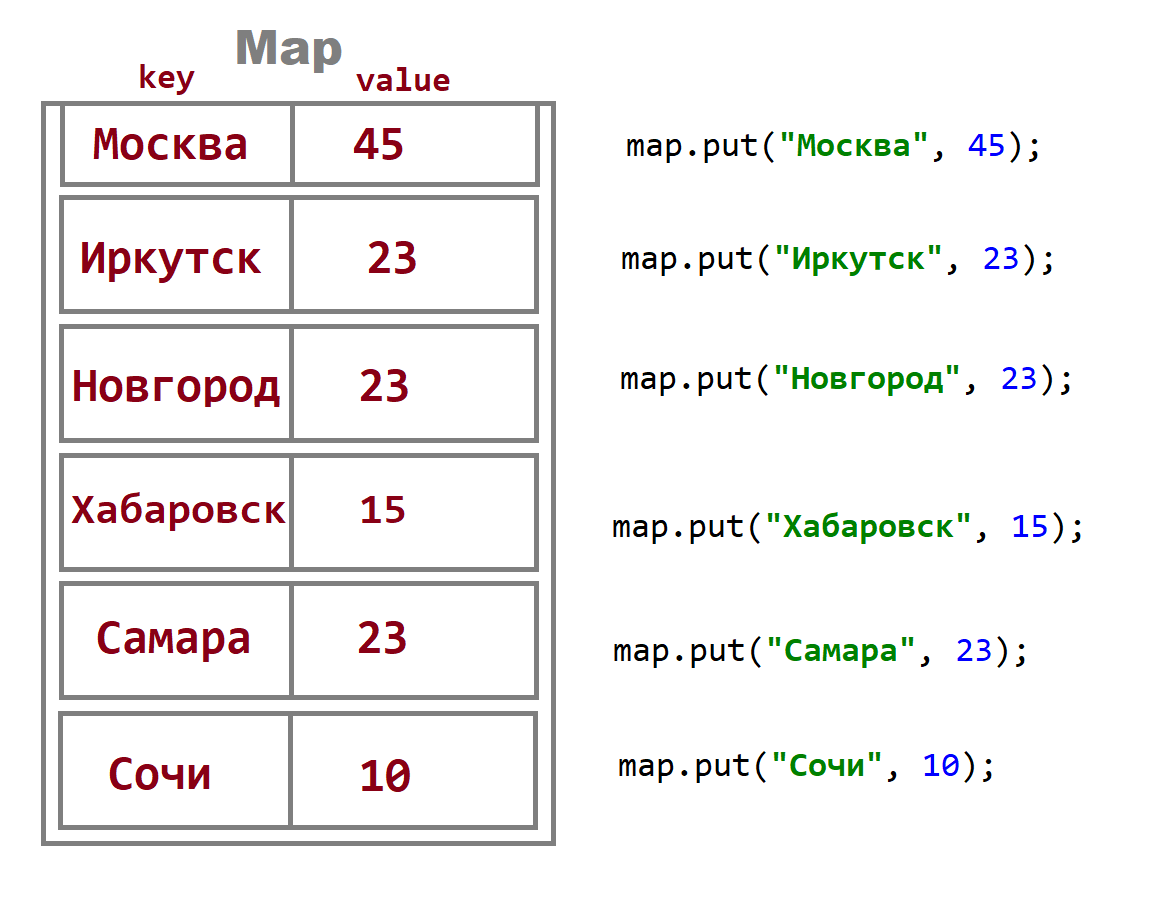 Map
key value
Москва 45 map.put("Москва", 45);
Иркутск 23 map.put("Иркутск", 23);
Новгород 23 map.put("Новгород", 23);
Хабаровск 15 map.put("Хабаровск", 15);
Самара 23 map.put("Самара", 23);
Сочи 10 map.put("Сочи", 10);